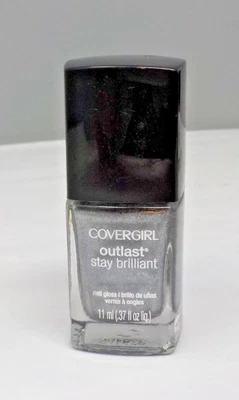 COVERGIRL
outlast®
stay brilliant
nail gloss / brillo de uñas
vernis à ongles
11 ml (.37 fl oz liq.)